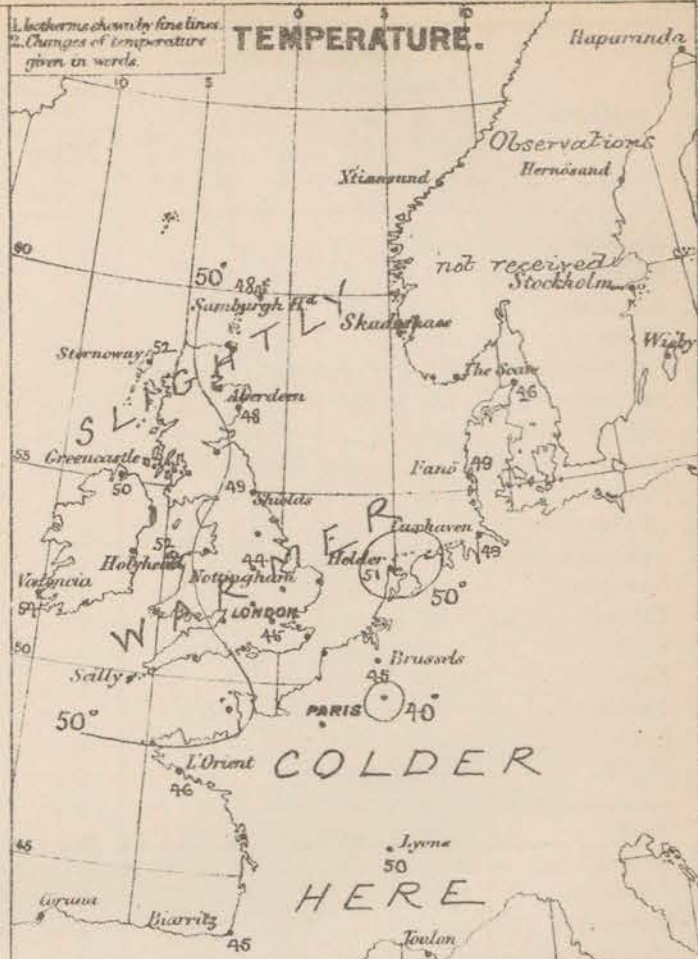 1. Isotherms shown by fine lines.
2. Changes of temperature
given in words.
TEMPERATURE.
0 5 10
10 5
Haparanda
Observations
Xtiansund
Hernösand
60
not received
50°
48
Sumburgh Hd
Stockholm
Skudesnaes
Wisby
Stornoway 52
The Scaw
46
Aberdeen
48
SLIGHTLY
55
Greencastle
50
49
Shields
Fanö 49
Cuxhaven
49
52
Holyhead
44
Nottingham
Helder
51
50°
Valencia
54
LONDON
45
WARMER
50
Brussels
45
Scilly
50°
PARIS
40°
L'Orient
46
COLDER
45
Lyons
50
HERE
Corunna
Biarritz
45
Toulon